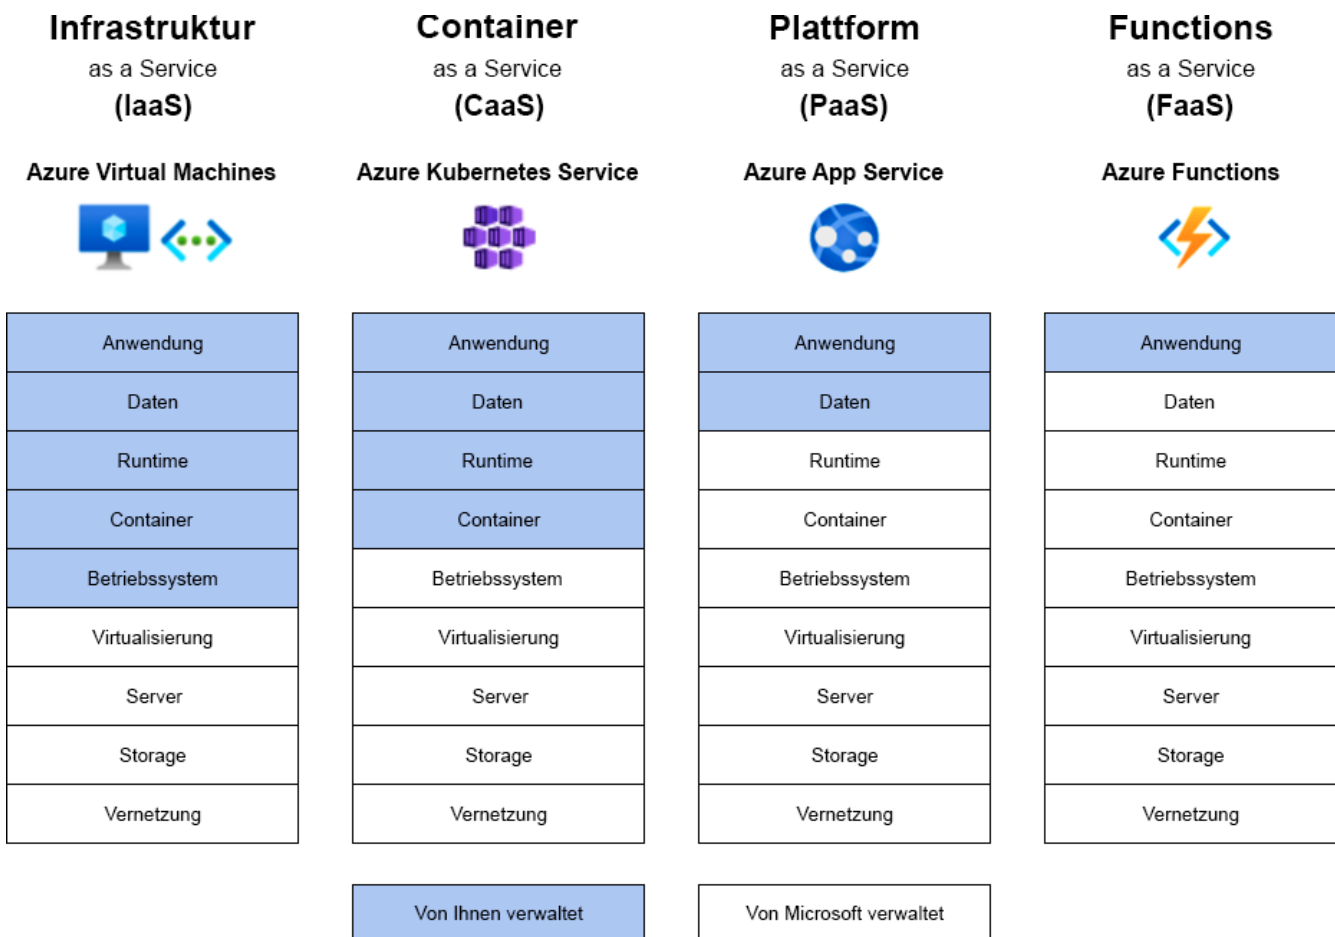 Infrastruktur
as a Service
(IaaS)
Azure Virtual Machines
Anwendung
Daten
Runtime
Container
Betriebssystem
Virtualisierung
Server
Storage
Vernetzung
Container
as a Service
(CaaS)
Azure Kubernetes Service
Anwendung
Daten
Runtime
Container
Betriebssystem
Virtualisierung
Server
Storage
Vernetzung
Plattform
as a Service
(PaaS)
Azure App Service
Anwendung
Daten
Runtime
Container
Betriebssystem
Virtualisierung
Server
Storage
Vernetzung
Functions
as a Service
(FaaS)
Azure Functions
Anwendung
Daten
Runtime
Container
Betriebssystem
Virtualisierung
Server
Storage
Vernetzung
Von Ihnen verwaltet
Von Microsoft verwaltet